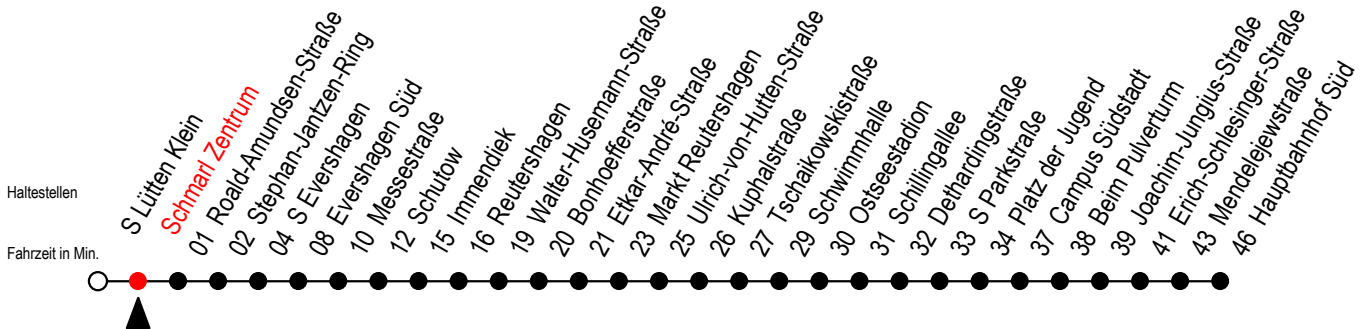 S Lütten Klein
Schmarl Zentrum
01 Roald-Amundsen-Straße
02 Stephan-Jantzen-Ring
04 S Evershagen
08 Evershagen Süd
10 Messestraße
12 Schutow
15 Immendiek
16 Reutershagen
19 Walter-Husemann-Straße
20 Bonhoefferstraße
21 Etkar-André-Straße
23 Markt Reutershagen
25 Ulrich-von-Hutten-Straße
26 Kuphalstraße
27 Tschaikowskistraße
29 Schwimmhalle
30 Ostseestadion
31 Schillingallee
32 Dethardingstraße
33 S Parkstraße
34 Platz der Jugend
37 Campus Südstadt
38 Beim Pulverturm
39 Joachim-Jungius-Straße
41 Erich-Schlesinger-Straße
43 Mendelejewstraße
46 Hauptbahnhof Süd
Haltestellen
Fahrzeit in Min.